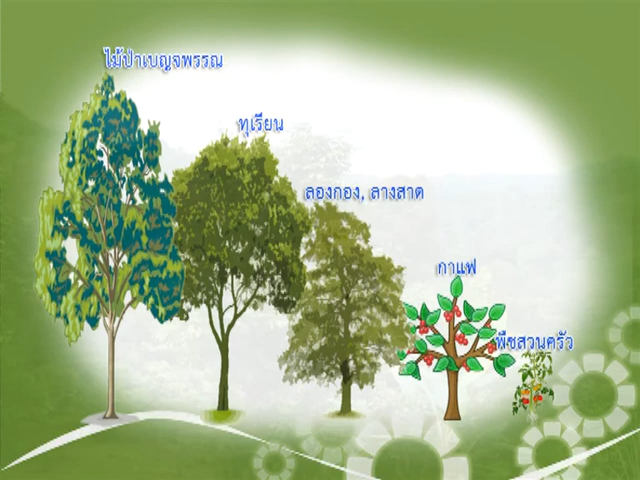 ไม้ป่าเบญจพรรณ
ทุเรียน
ลองกอง, ลางสาด
กาแฟ
พืชสวนครัว